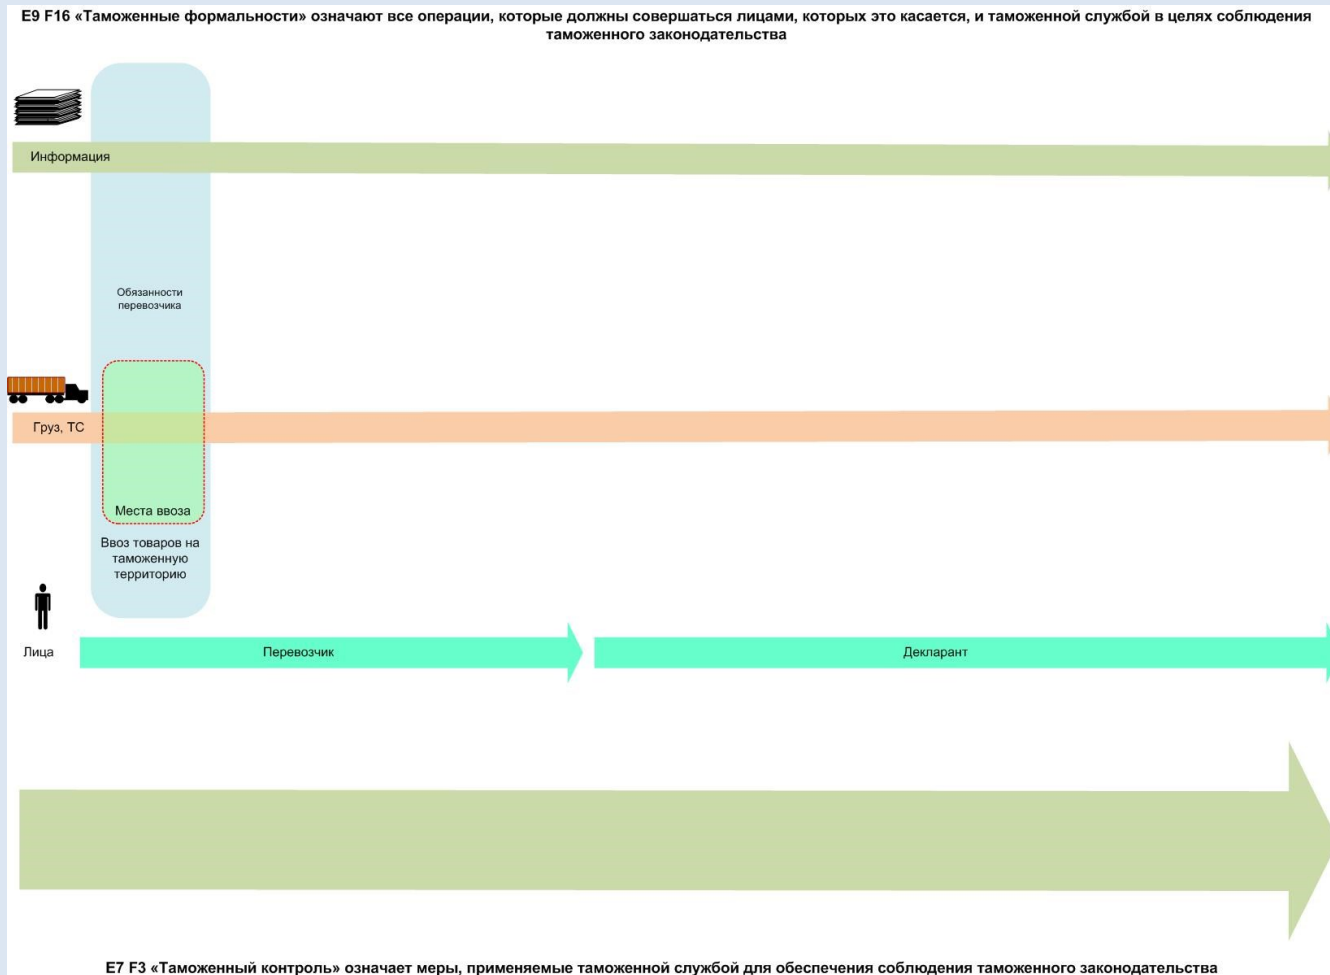 E9 F16 «Таможенные формальности» означают все операции, которые должны совершаться лицами, которых это касается, и таможенной службой в целях соблюдения
таможенного законодательства
Информация
Обязанности
перевозчика
Груз, ТС
Места ввоза
Ввоз товаров на
таможенную
территорию
Лица
Перевозчик
Декларант
E7 F3 «Таможенный контроль» означает меры, применяемые таможенной службой для обеспечения соблюдения таможенного законодательства